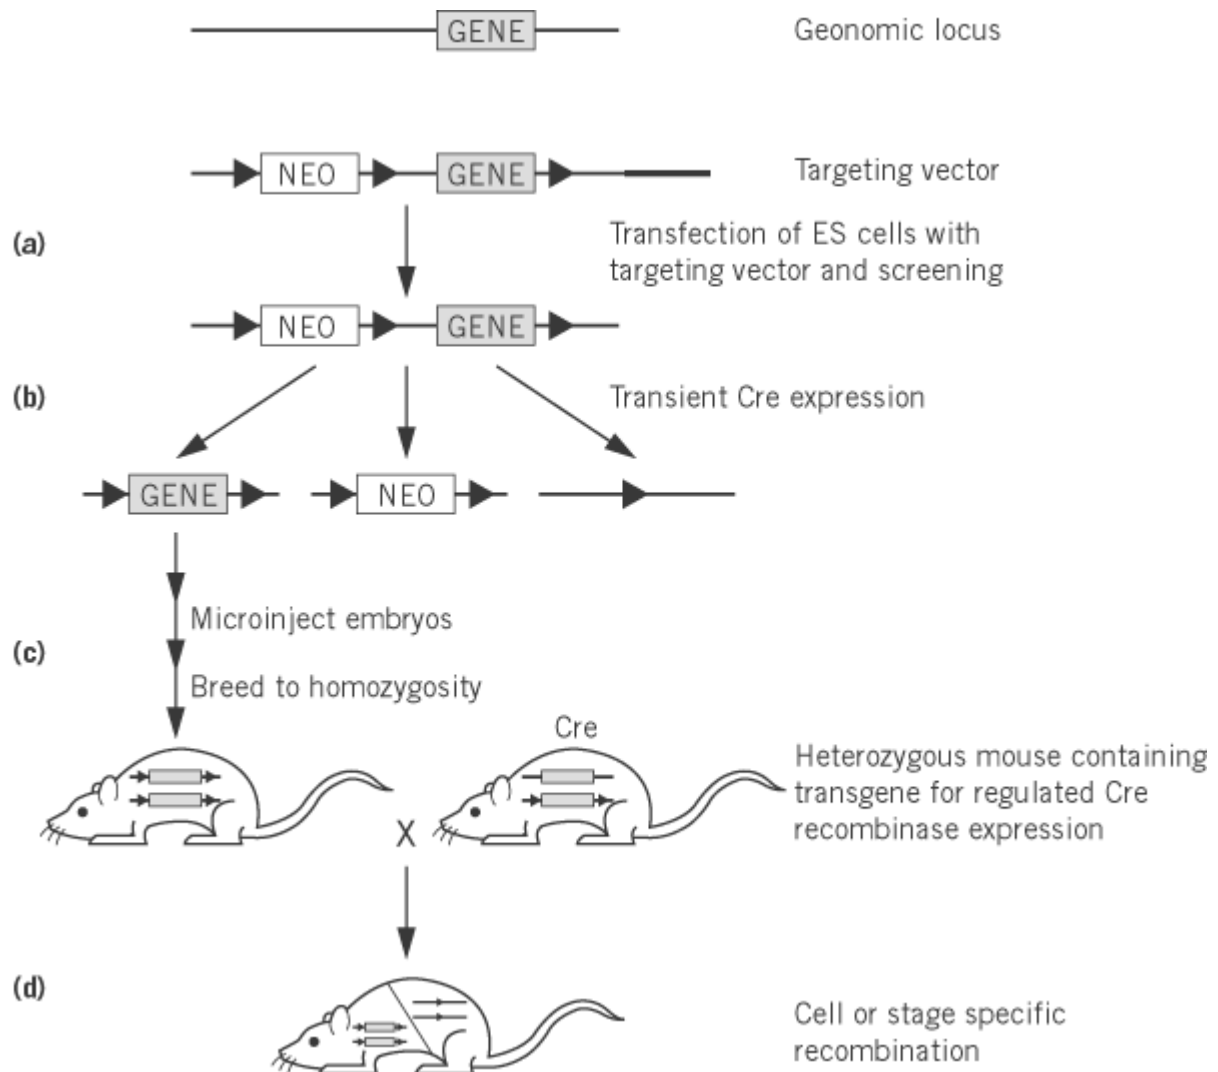 GENE
Geonomic locus
NEO
GENE
Targeting vector
(a)
Transfection of ES cells with
targeting vector and screening
NEO
GENE
(b)
Transient Cre expression
GENE
NEO
Microinject embryos
(c)
Breed to homozygosity
Cre
Heterozygous mouse containing
transgene for regulated Cre
recombinase expression
X
(d)
Cell or stage specific
recombination